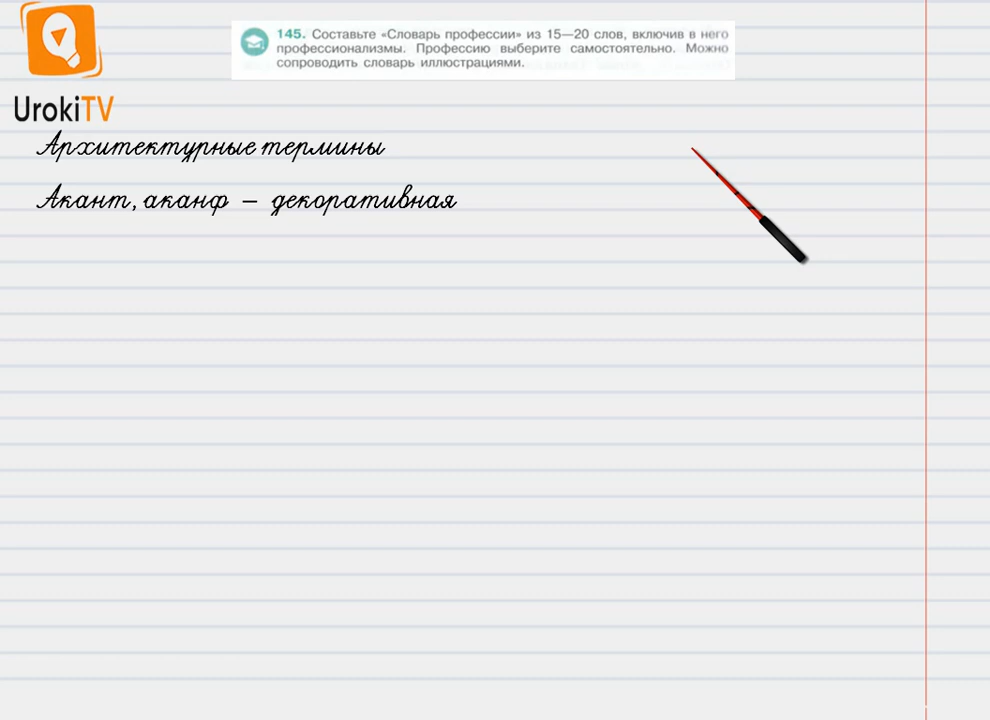 145. Составьте «Словарь профессии» из 15—20 слов, включив в него
профессионализмы. Профессию выберите самостоятельно. Можно
сопроводить словарь иллюстрациями.
UrokiTV
Архитектурные термины
Акант, аканф – декоративная